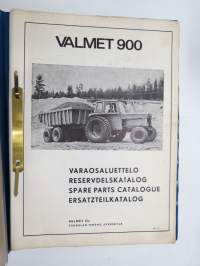 VALMET 900
VARAOSALUETTELO
RESERVDELSKATALOG
SPARE PARTS CATALOGUE
ERSATZTEILKATALOG
VALMET Oy